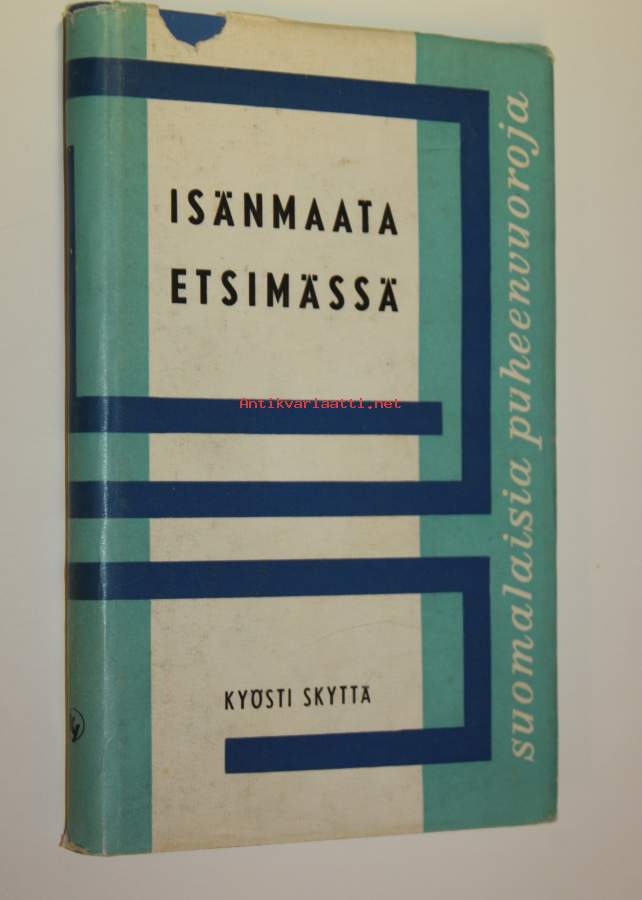 ISÄNMAATA
ETSIMÄSSÄ
Antikvariaatti.net
KYÖSTI SKYTTÄ
suomalaisia puheenvuoroja